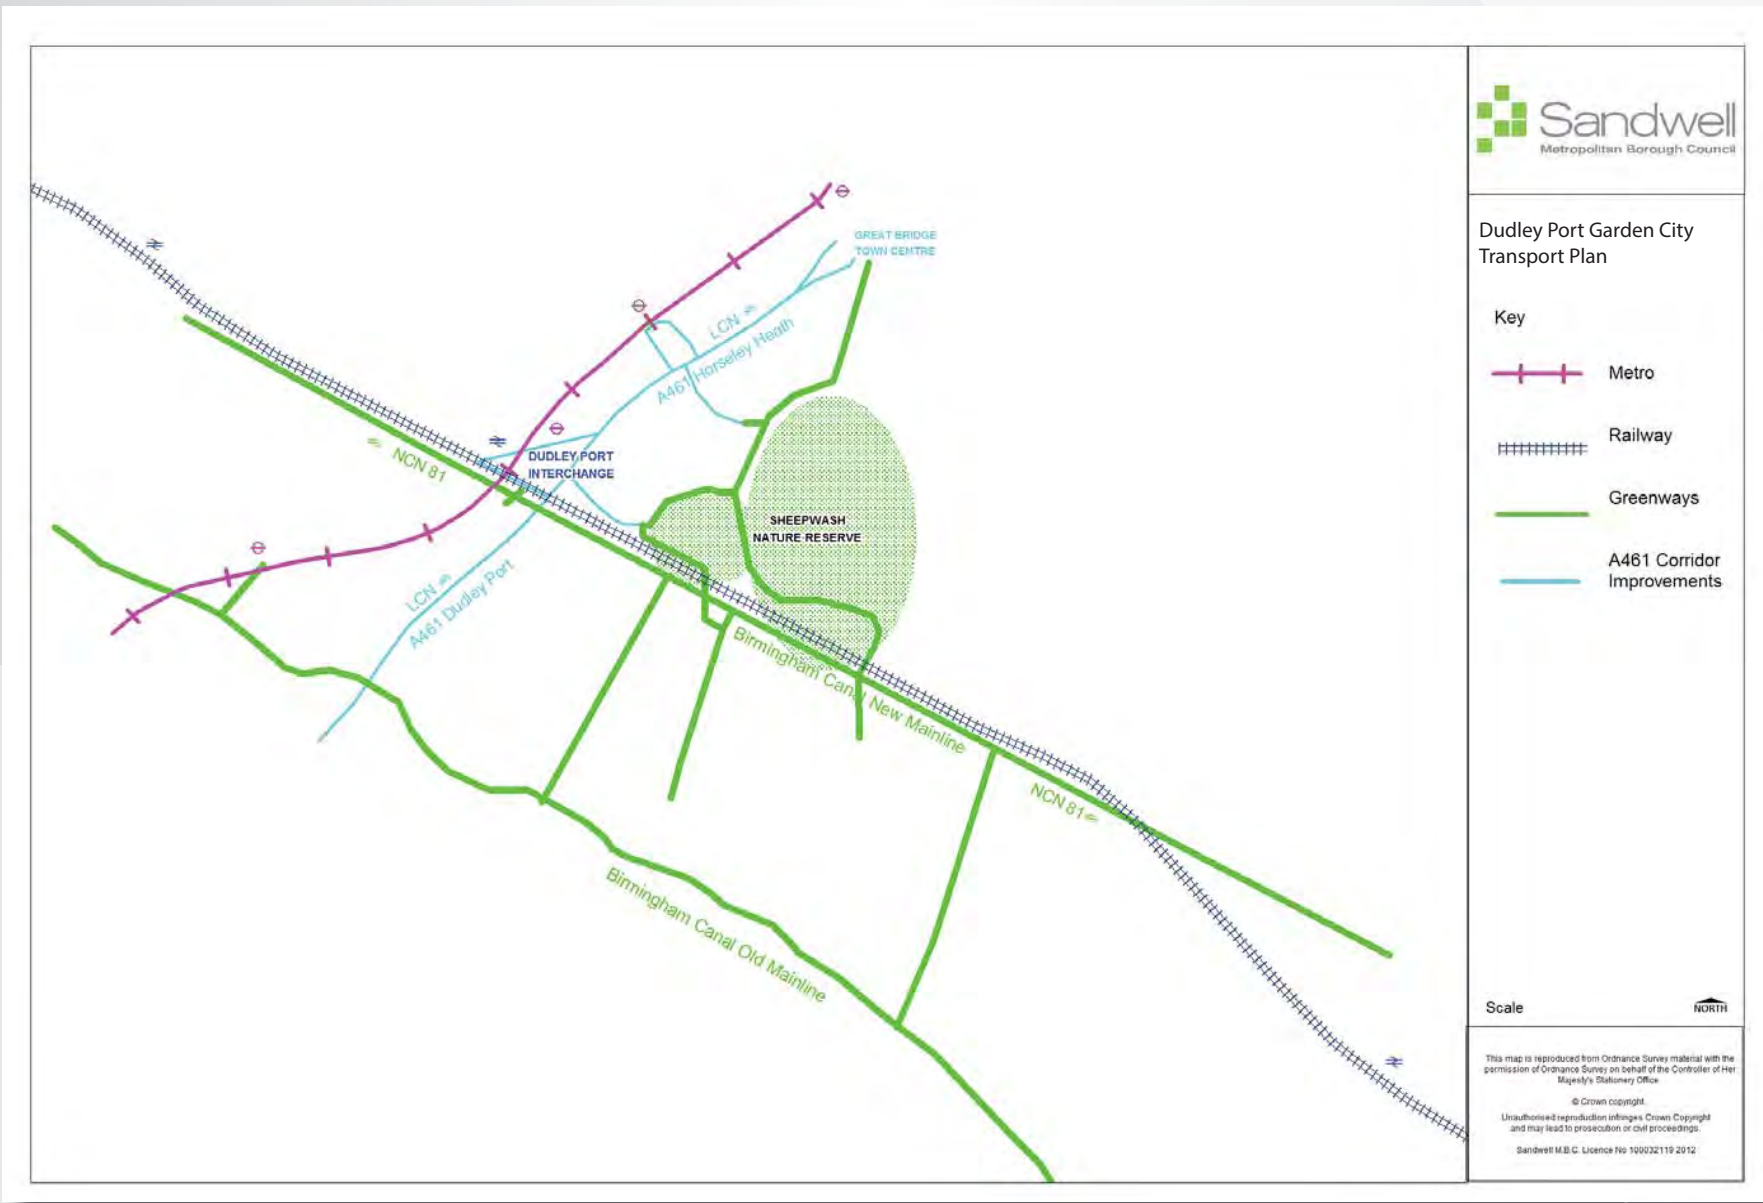 Sandwell
Metropolitan Borough Council
Dudley Port Garden City
Transport Plan
Key
Metro
Railway
Greenways
A461 Corridor
Improvements
Scale
NORTH
This map is reproduced from Ordnance Survey material with the
permission of Ordnance Survey on behalf of the Controller of Her
Majesty's Stationery Office
© Crown copyright.
Unauthorised reproduction infringes Crown Copyright
and may lead to prosecution or civil proceedings.
Sandwell M.B.C. Licence No 100032119 2012
GREAT BRIDGE
TOWN CENTRE
LCN
A461 Horseley Heath
NCN 81
DUDLEY PORT
INTERCHANGE
SHEEPWASH
NATURE RESERVE
LCN
A461 Dudley Port
Birmingham Canal New Mainline
NCN 81
Birmingham Canal Old Mainline